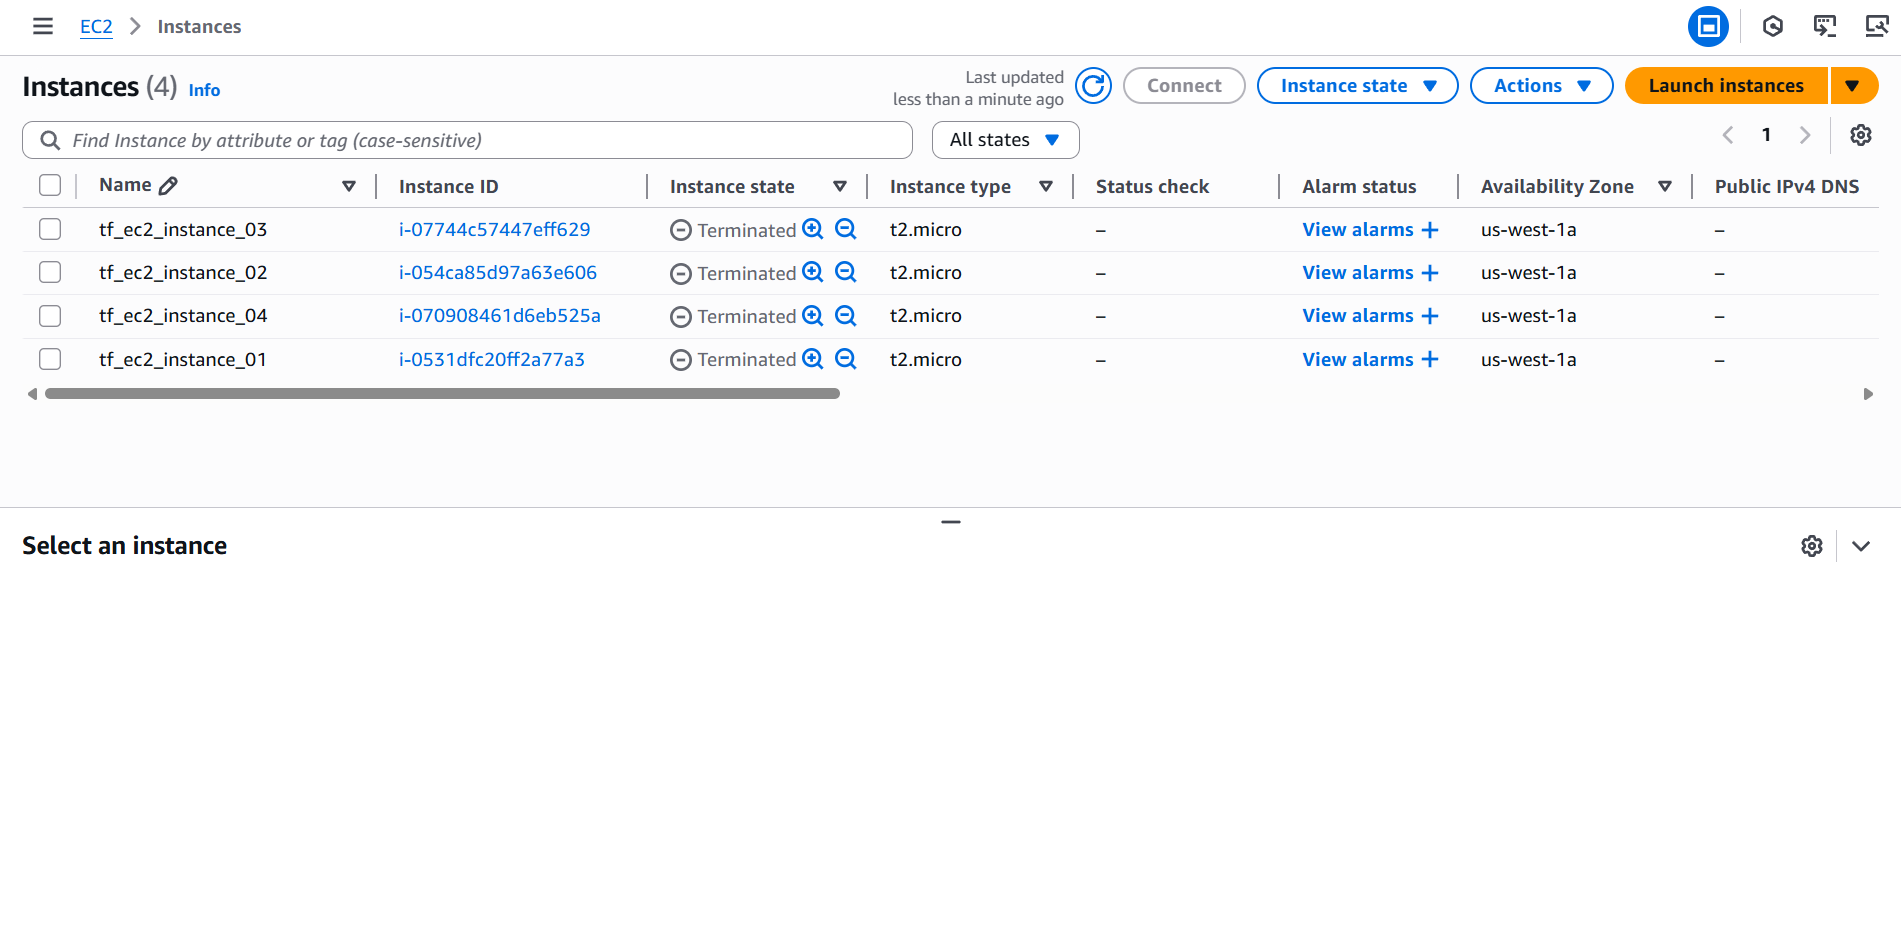 EC2 > Instances
Instances (4) Info
Last updated
less than a minute ago
Connect
Instance state
Actions
Launch instances
Find Instance by attribute or tag (case-sensitive)
All states
1
Name Instance ID Instance state Instance type Status check Alarm status Availability Zone Public IPv4 DNS
tf_ec2_instance_03 i-07744c57447eff629 Terminated t2.micro – View alarms + us-west-1a –
tf_ec2_instance_02 i-054ca85d97a63e606 Terminated t2.micro – View alarms + us-west-1a –
tf_ec2_instance_04 i-070908461d6eb525a Terminated t2.micro – View alarms + us-west-1a –
tf_ec2_instance_01 i-0531dfc20ff2a77a3 Terminated t2.micro – View alarms + us-west-1a –
Select an instance